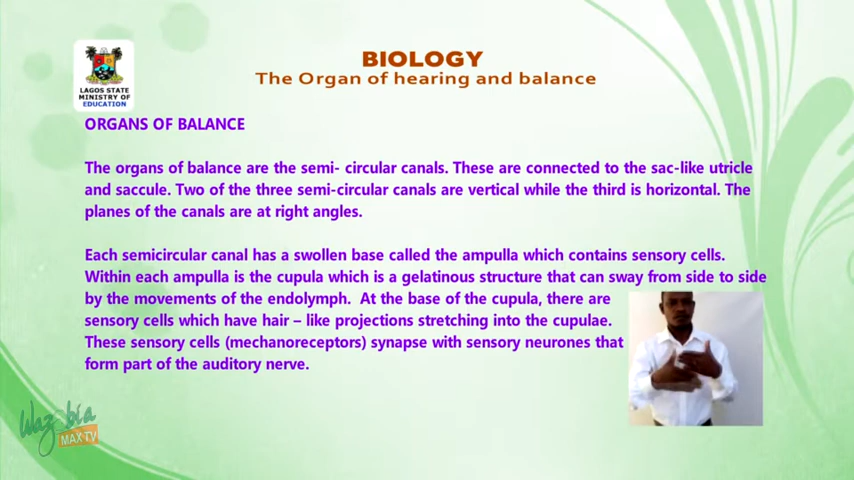 BIOLOGY
The Organ of hearing and balance
LAGOS STATE
MINISTRY OF
EDUCATION
ORGANS OF BALANCE
The organs of balance are the semi- circular canals. These are connected to the sac-like utricle
and saccule. Two of the three semi-circular canals are vertical while the third is horizontal. The
planes of the canals are at right angles.
Each semicircular canal has a swollen base called the ampulla which contains sensory cells.
Within each ampulla is the cupula which is a gelatinous structure that can sway from side to side
by the movements of the endolymph.  At the base of the cupula, there are
sensory cells which have hair – like projections stretching into the cupulae.
These sensory cells (mechanoreceptors) synapse with sensory neurones that
form part of the auditory nerve.
Wazobia
MAX TV